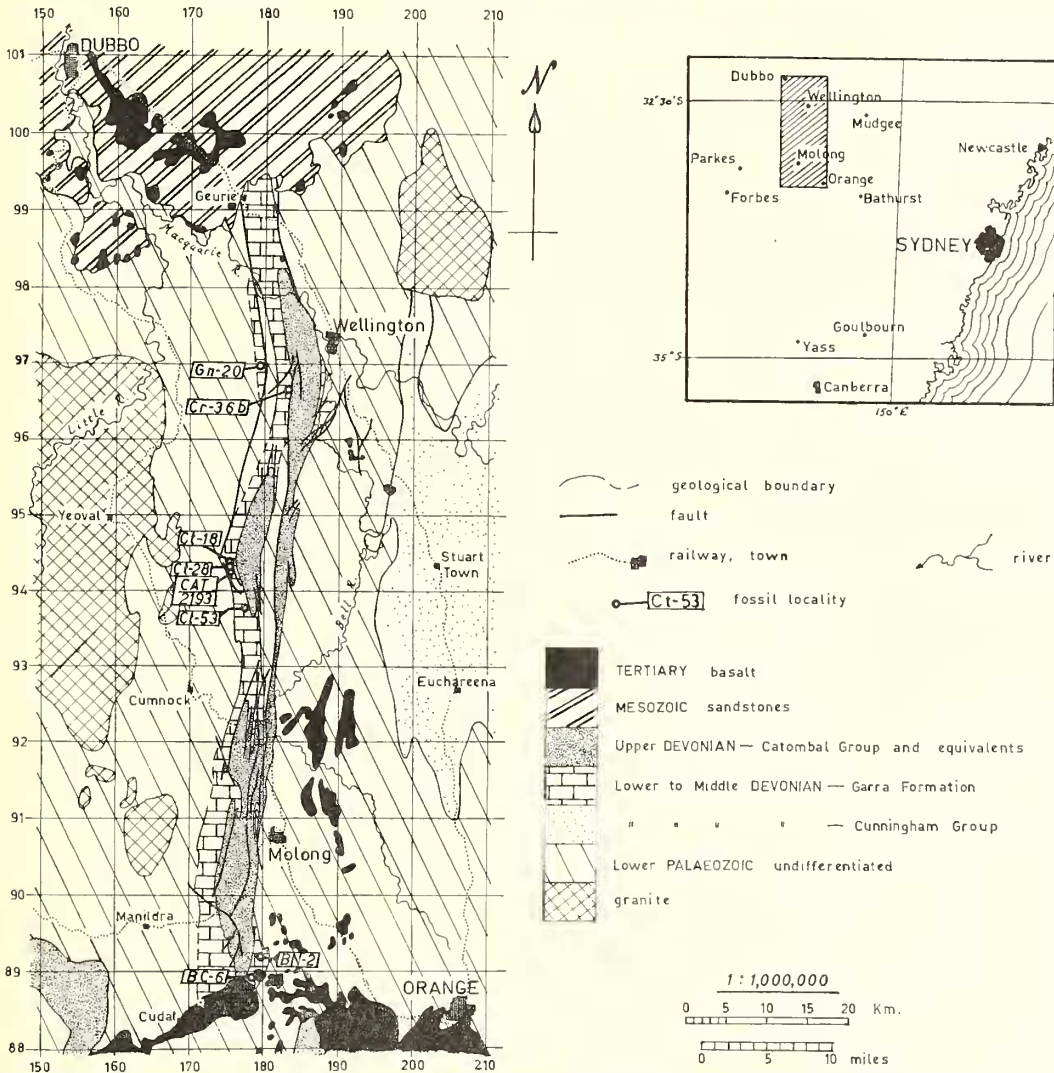 150 160 170 180 190 200 210
101
100
99
98
97
96
95
94
93
92
91
90
89
88
150 160 170 180 190 200 210
DUBBO
Geurie
Macquarie R.
Wellington
Gn-20
Cr-36b
Little R.
Yeoval
Ct-18
Ct-28
CAT
2193
Ct-53
Stuart
Town
Bell R.
Cumnock
Euchareena
Molong
Manildra
BN-2
BC-6
ORANGE
Cudal
N
Dubbo
32°30'S
Wellington
Mudgee
Newcastle
Parkes
Molong
Orange
Forbes
Bathurst
SYDNEY
Goulbourn
Yass
35°S
Canberra
150°E
geological boundary
fault
railway, town
river
Ct-53 fossil locality
TERTIARY basalt
MESOZOIC sandstones
Upper DEVONIAN — Catombal Group and equivalents
Lower to Middle DEVONIAN — Garra Formation
" " " " — Cunningham Group
Lower PALAEOZOIC undifferentiated
granite
1:1,000,000
0 5 10 15 20 Km.
0 5 10 miles